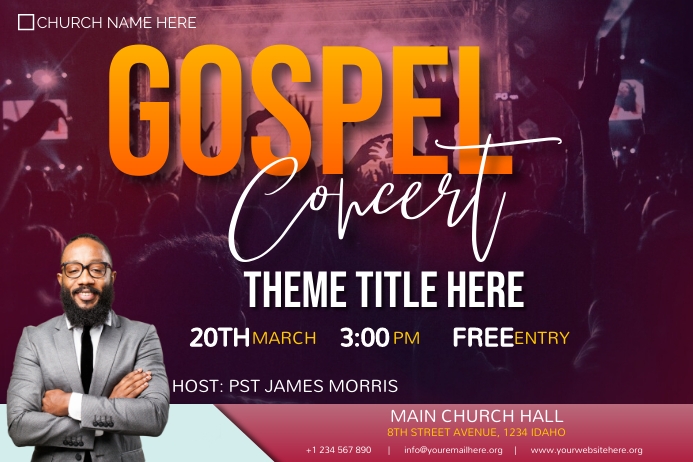 CHURCH NAME HERE
GOSPEL
Concert
THEME TITLE HERE
20TH MARCH 3:00 PM FREE ENTRY
HOST: PST JAMES MORRIS
MAIN CHURCH HALL
8TH STREET AVENUE, 1234 IDAHO
+1 234 567 890 | info@youremailhere.org | www.yourwebsitehere.org